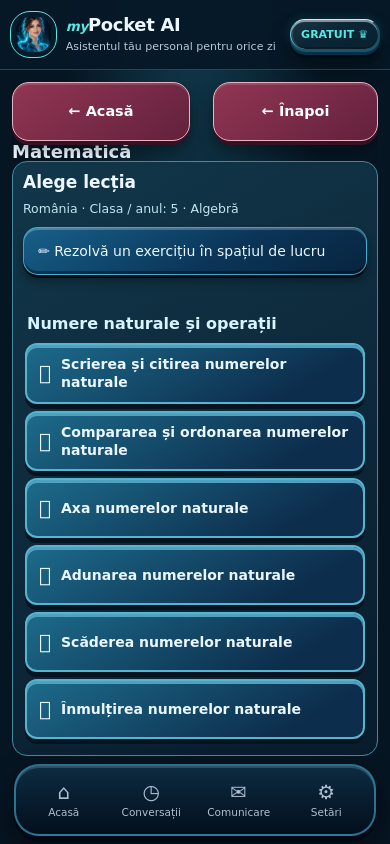 myPocket AI
Asistentul tău personal pentru orice zi
GRATUIT ♛
← Acasă
← Înapoi
Matematică
Alege lecția
România · Clasa / anul: 5 · Algebră
✏ Rezolvă un exercițiu în spațiul de lucru
Numere naturale și operații
Scrierea și citirea numerelor
naturale
Compararea și ordonarea numerelor
naturale
Axa numerelor naturale
Adunarea numerelor naturale
Scăderea numerelor naturale
Înmulțirea numerelor naturale
Acasă
Conversații
Comunicare
Setări